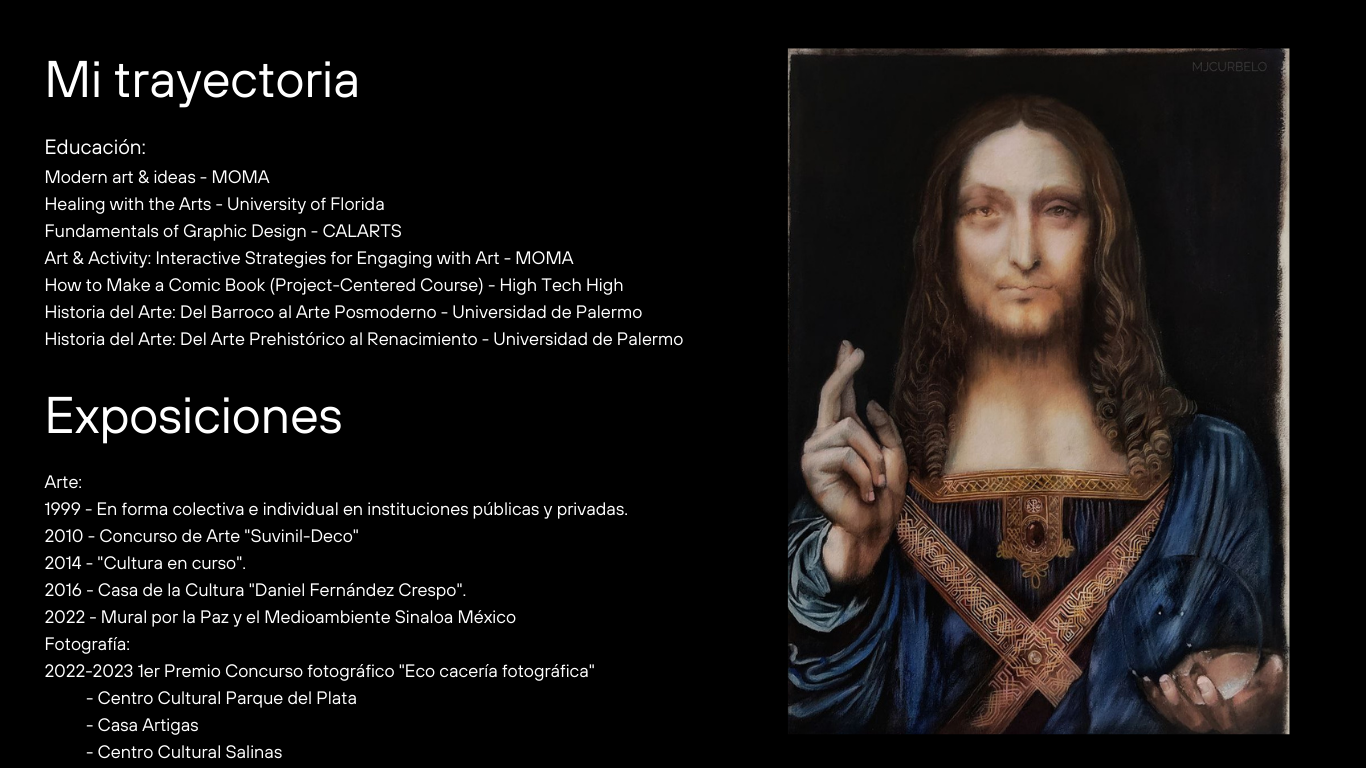 Mi trayectoria
Educación:
Modern art & ideas - MOMA
Healing with the Arts - University of Florida
Fundamentals of Graphic Design - CALARTS
Art & Activity: Interactive Strategies for Engaging with Art - MOMA
How to Make a Comic Book (Project-Centered Course) - High Tech High
Historia del Arte: Del Barroco al Arte Posmoderno - Universidad de Palermo
Historia del Arte: Del Arte Prehistórico al Renacimiento - Universidad de Palermo
Exposiciones
Arte:
1999 - En forma colectiva e individual en instituciones públicas y privadas.
2010 - Concurso de Arte "Suvinil-Deco"
2014 - "Cultura en curso".
2016 - Casa de la Cultura "Daniel Fernández Crespo".
2022 - Mural por la Paz y el Medioambiente Sinaloa México
Fotografía:
2022-2023 1er Premio Concurso fotográfico "Eco cacería fotográfica"
- Centro Cultural Parque del Plata
- Casa Artigas
- Centro Cultural Salinas
MJCURBELO